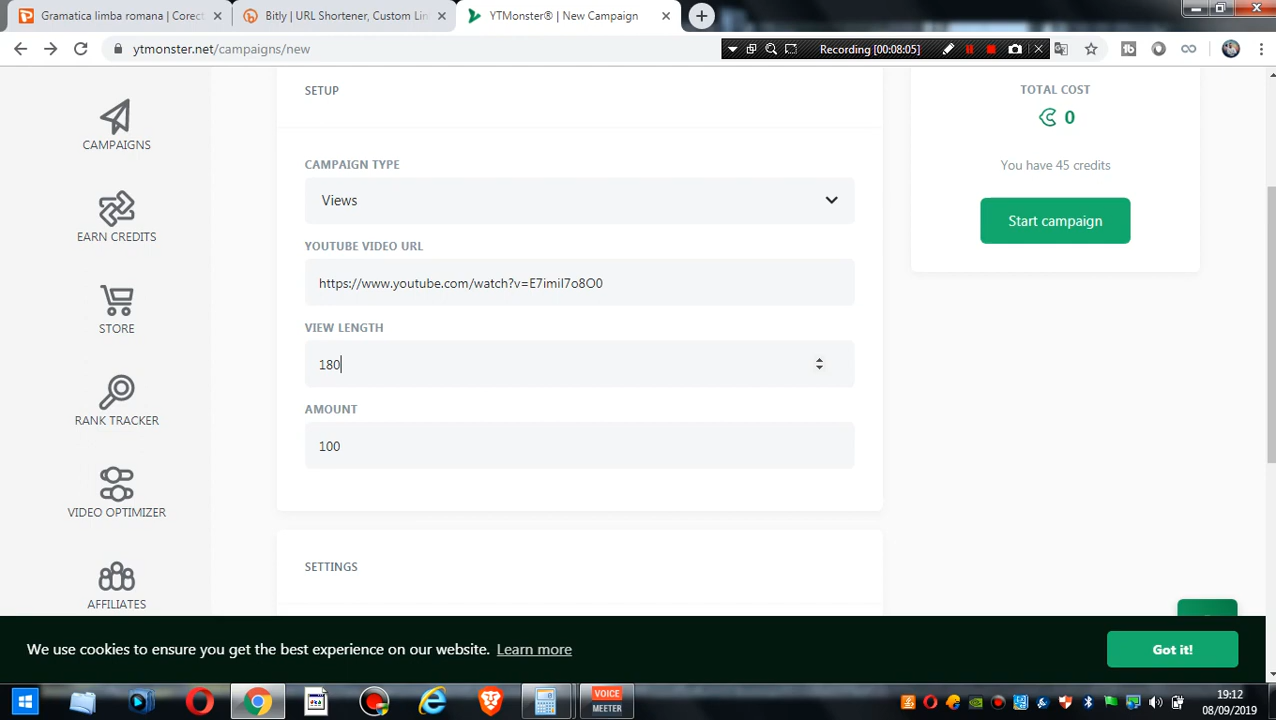 Gramatica limba romana | Corect
Bitly | URL Shortener, Custom Lin
YTMonster® | New Campaign
ytmonster.net/campaigns/new
Recording [00:08:05]
SETUP
CAMPAIGN TYPE
Views
YOUTUBE VIDEO URL
https://www.youtube.com/watch?v=E7imiI7o8O0
VIEW LENGTH
180
AMOUNT
100
SETTINGS
CAMPAIGNS
EARN CREDITS
STORE
RANK TRACKER
VIDEO OPTIMIZER
AFFILIATES
TOTAL COST
0
You have 45 credits
Start campaign
We use cookies to ensure you get the best experience on our website. Learn more
Got it!
VOICE
MEETER
19:12
08/09/2019